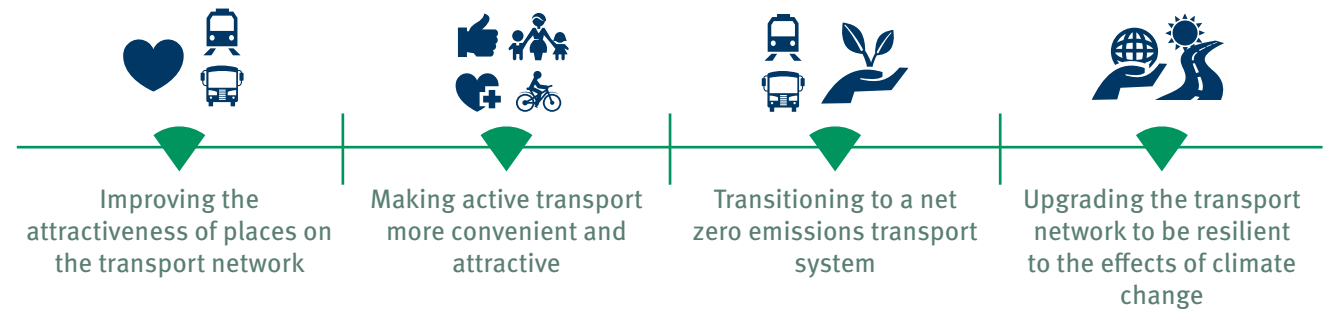 Improving the
attractiveness of places on
the transport network
Making active transport
more convenient and
attractive
Transitioning to a net
zero emissions transport
system
Upgrading the transport
network to be resilient
to the effects of climate
change